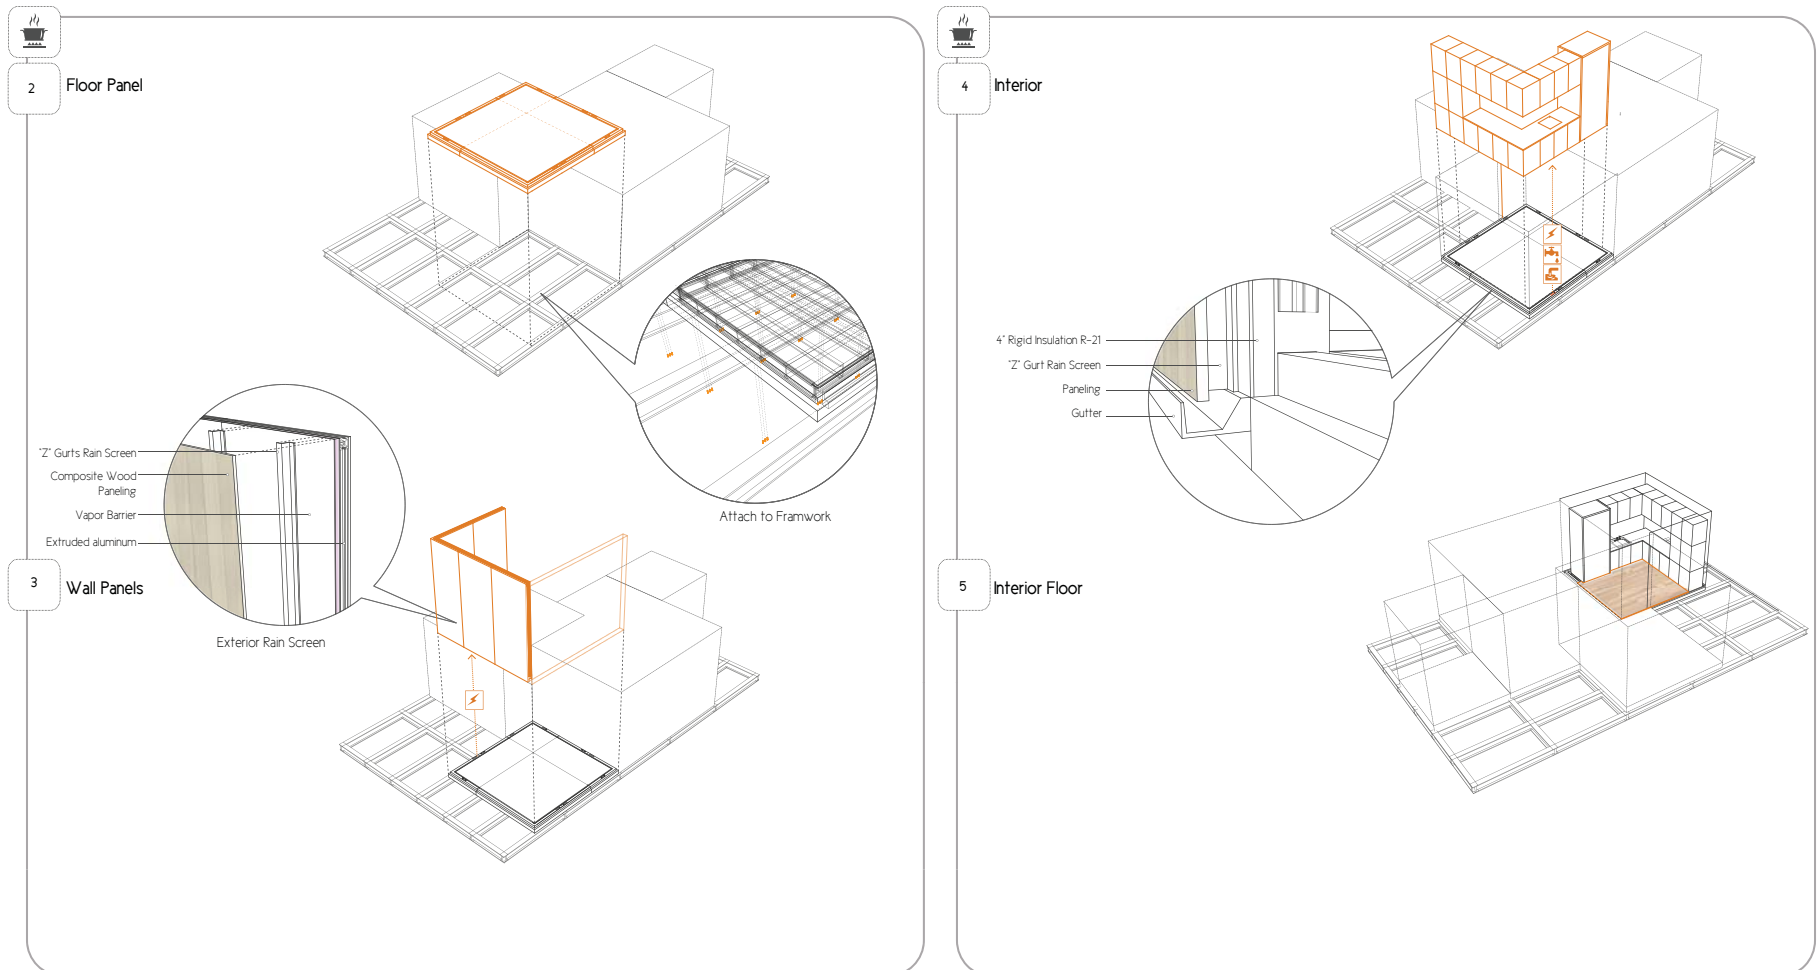 2
Floor Panel
Attach to Framwork
"Z" Gurts Rain Screen
Composite Wood
Paneling
Vapor Barrier
Extruded aluminum
Exterior Rain Screen
3
Wall Panels
4
Interior
4" Rigid Insulation R-21
"Z" Gurt Rain Screen
Paneling
Gutter
5
Interior Floor